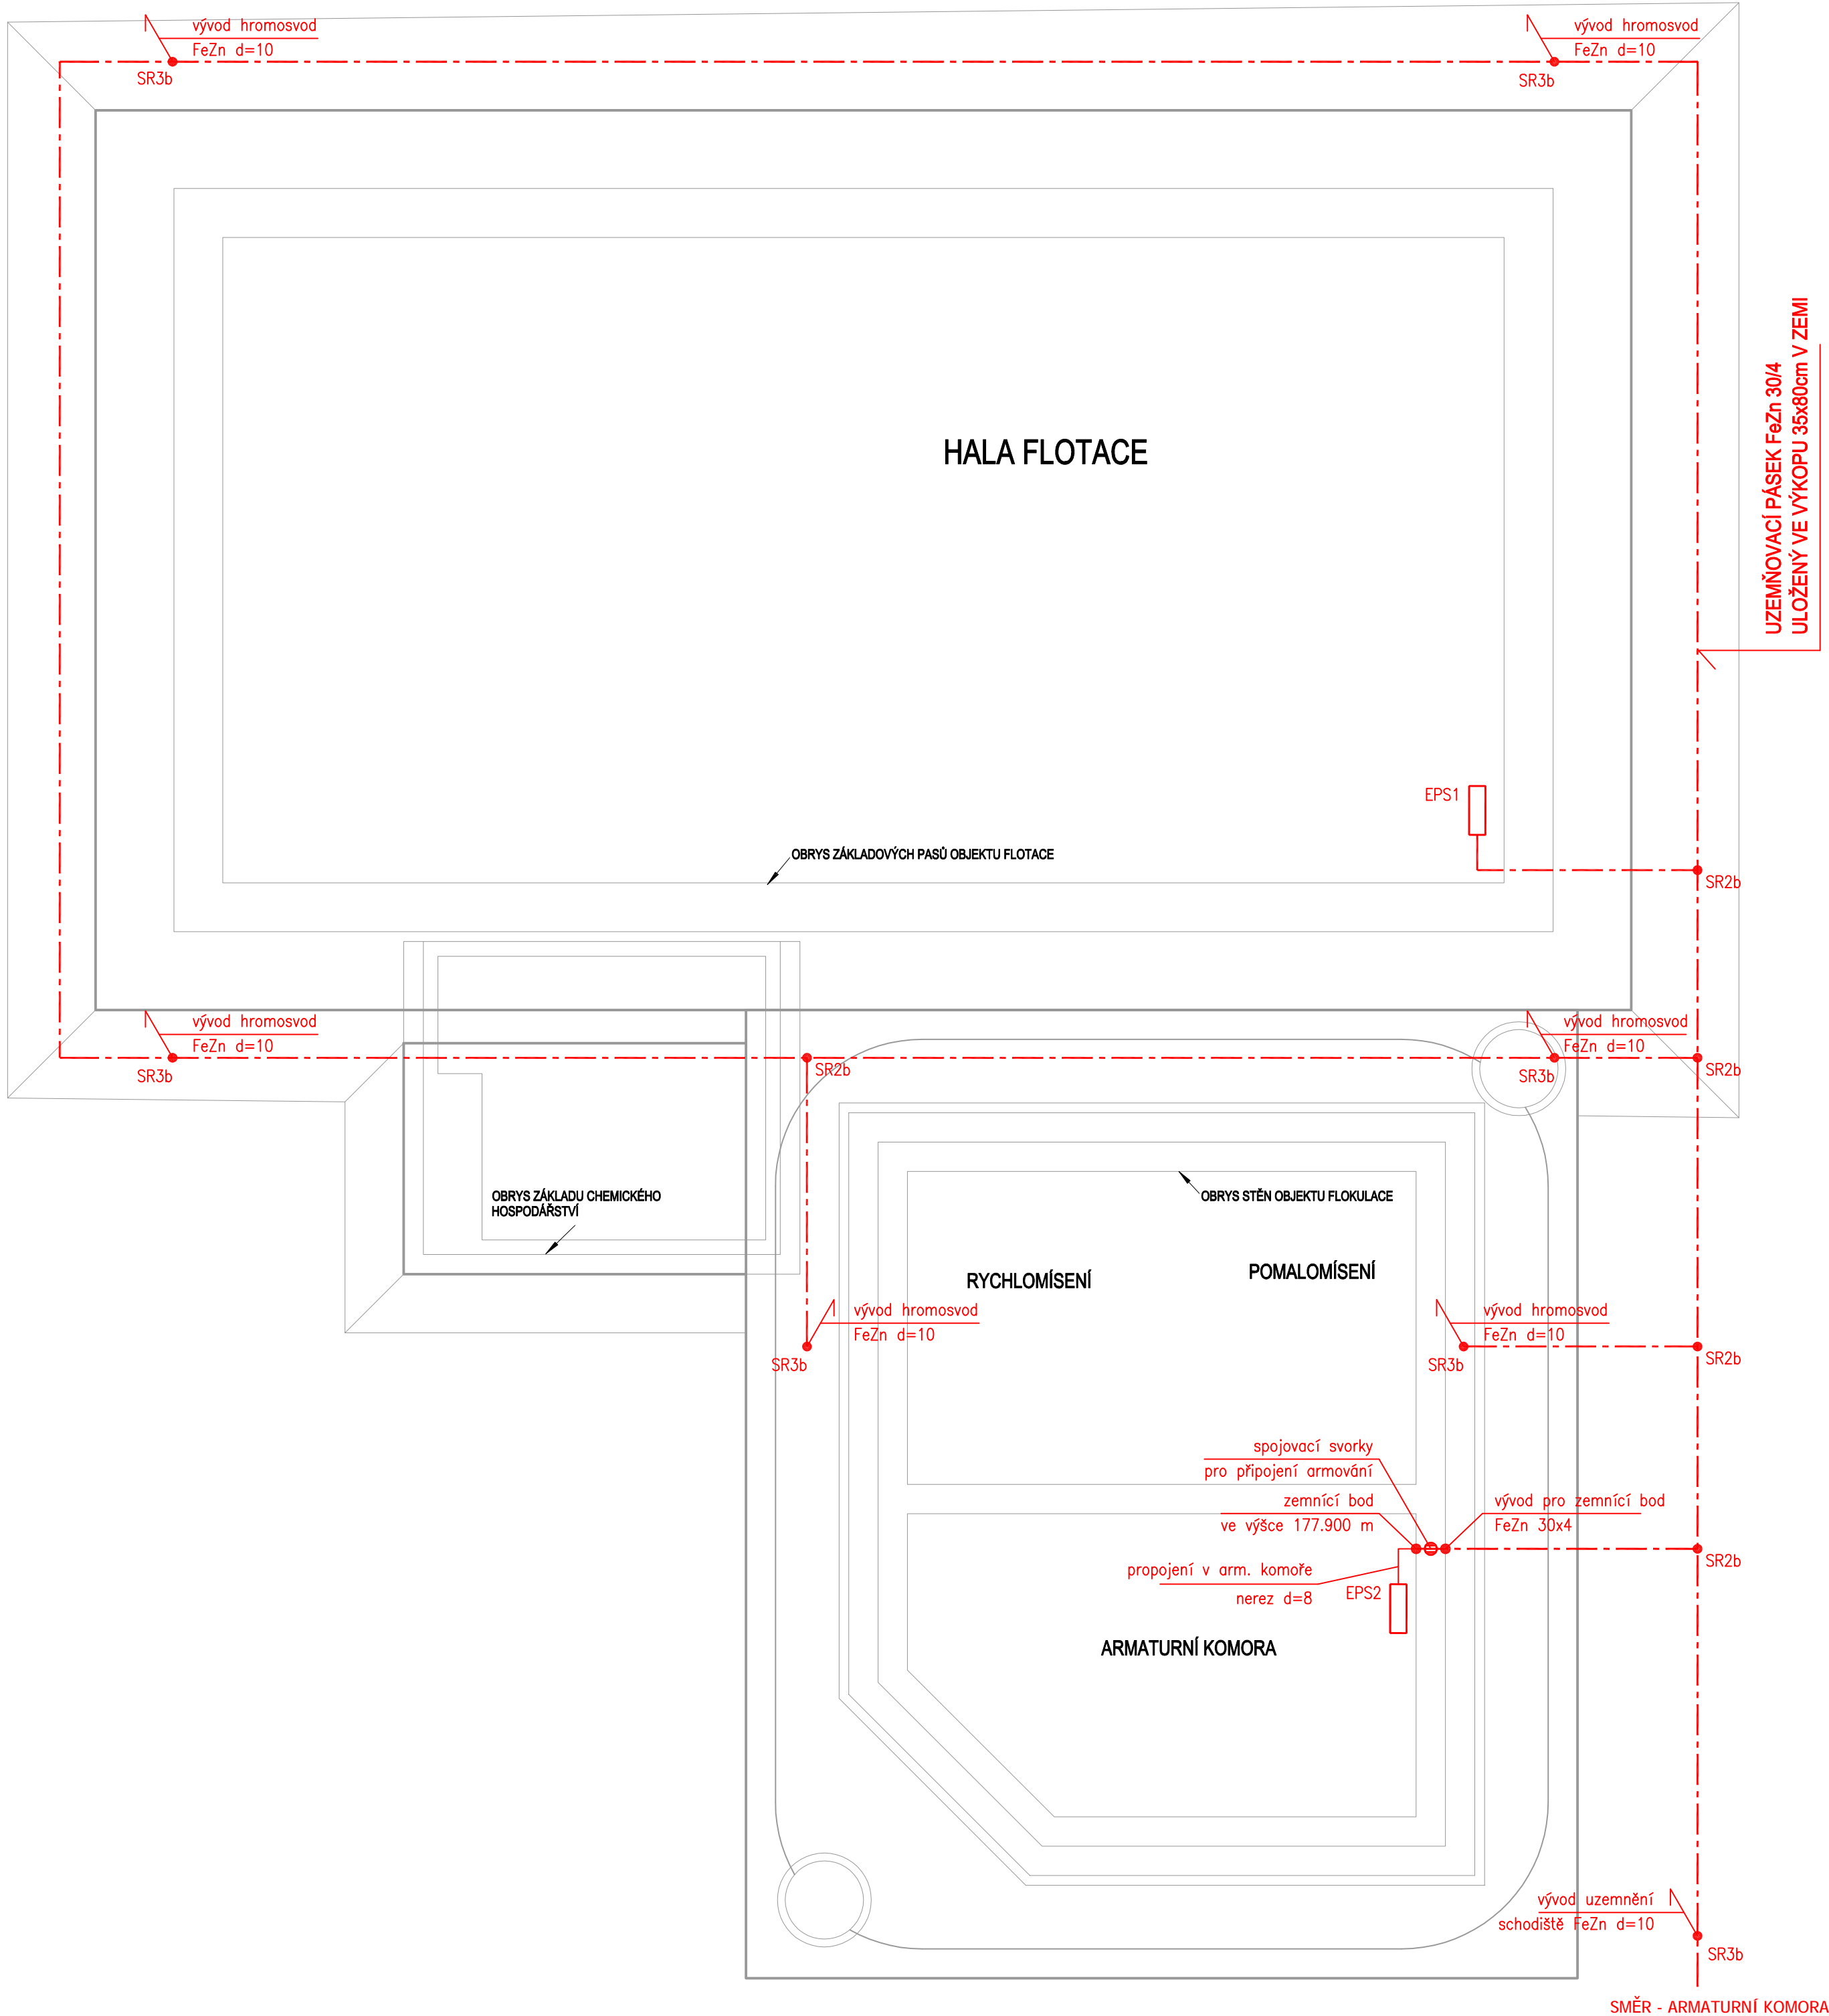 vývod hromosvod
FeZn d=10
SR3b
vývod hromosvod
FeZn d=10
SR3b
UZEMŇOVACÍ PÁSEK FeZn 30/4
ULOŽENÝ VE VÝKOPU 35x80cm V ZEMI
HALA FLOTACE
EPS1
OBRYS ZÁKLADOVÝCH PASŮ OBJEKTU FLOTACE
SR2b
vývod hromosvod
FeZn d=10
SR3b
SR2b
vývod hromosvod
FeZn d=10
SR3b
SR2b
OBRYS ZÁKLADU CHEMICKÉHO
HOSPODÁŘSTVÍ
OBRYS STĚN OBJEKTU FLOKULACE
RYCHLOMÍSENÍ
POMALOMÍSENÍ
vývod hromosvod
FeZn d=10
SR3b
vývod hromosvod
FeZn d=10
SR3b
SR2b
spojovací svorky
pro připojení armování
zemnící bod
ve výšce 177.900 m
vývod pro zemnící bod
FeZn 30x4
SR2b
propojení v arm. komoře
nerez d=8
EPS2
ARMATURNÍ KOMORA
vývod uzemnění
schodiště FeZn d=10
SR3b
SMĚR - ARMATURNÍ KOMORA